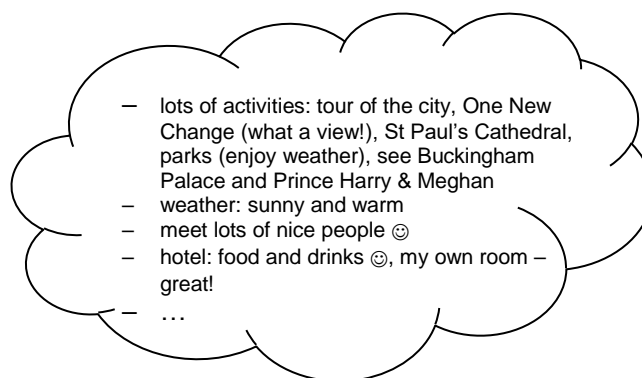 – lots of activities: tour of the city, One New
Change (what a view!), St Paul’s Cathedral,
parks (enjoy weather), see Buckingham
Palace and Prince Harry & Meghan
– weather: sunny and warm
– meet lots of nice people ☺
– hotel: food and drinks ☺, my own room –
great!
– …